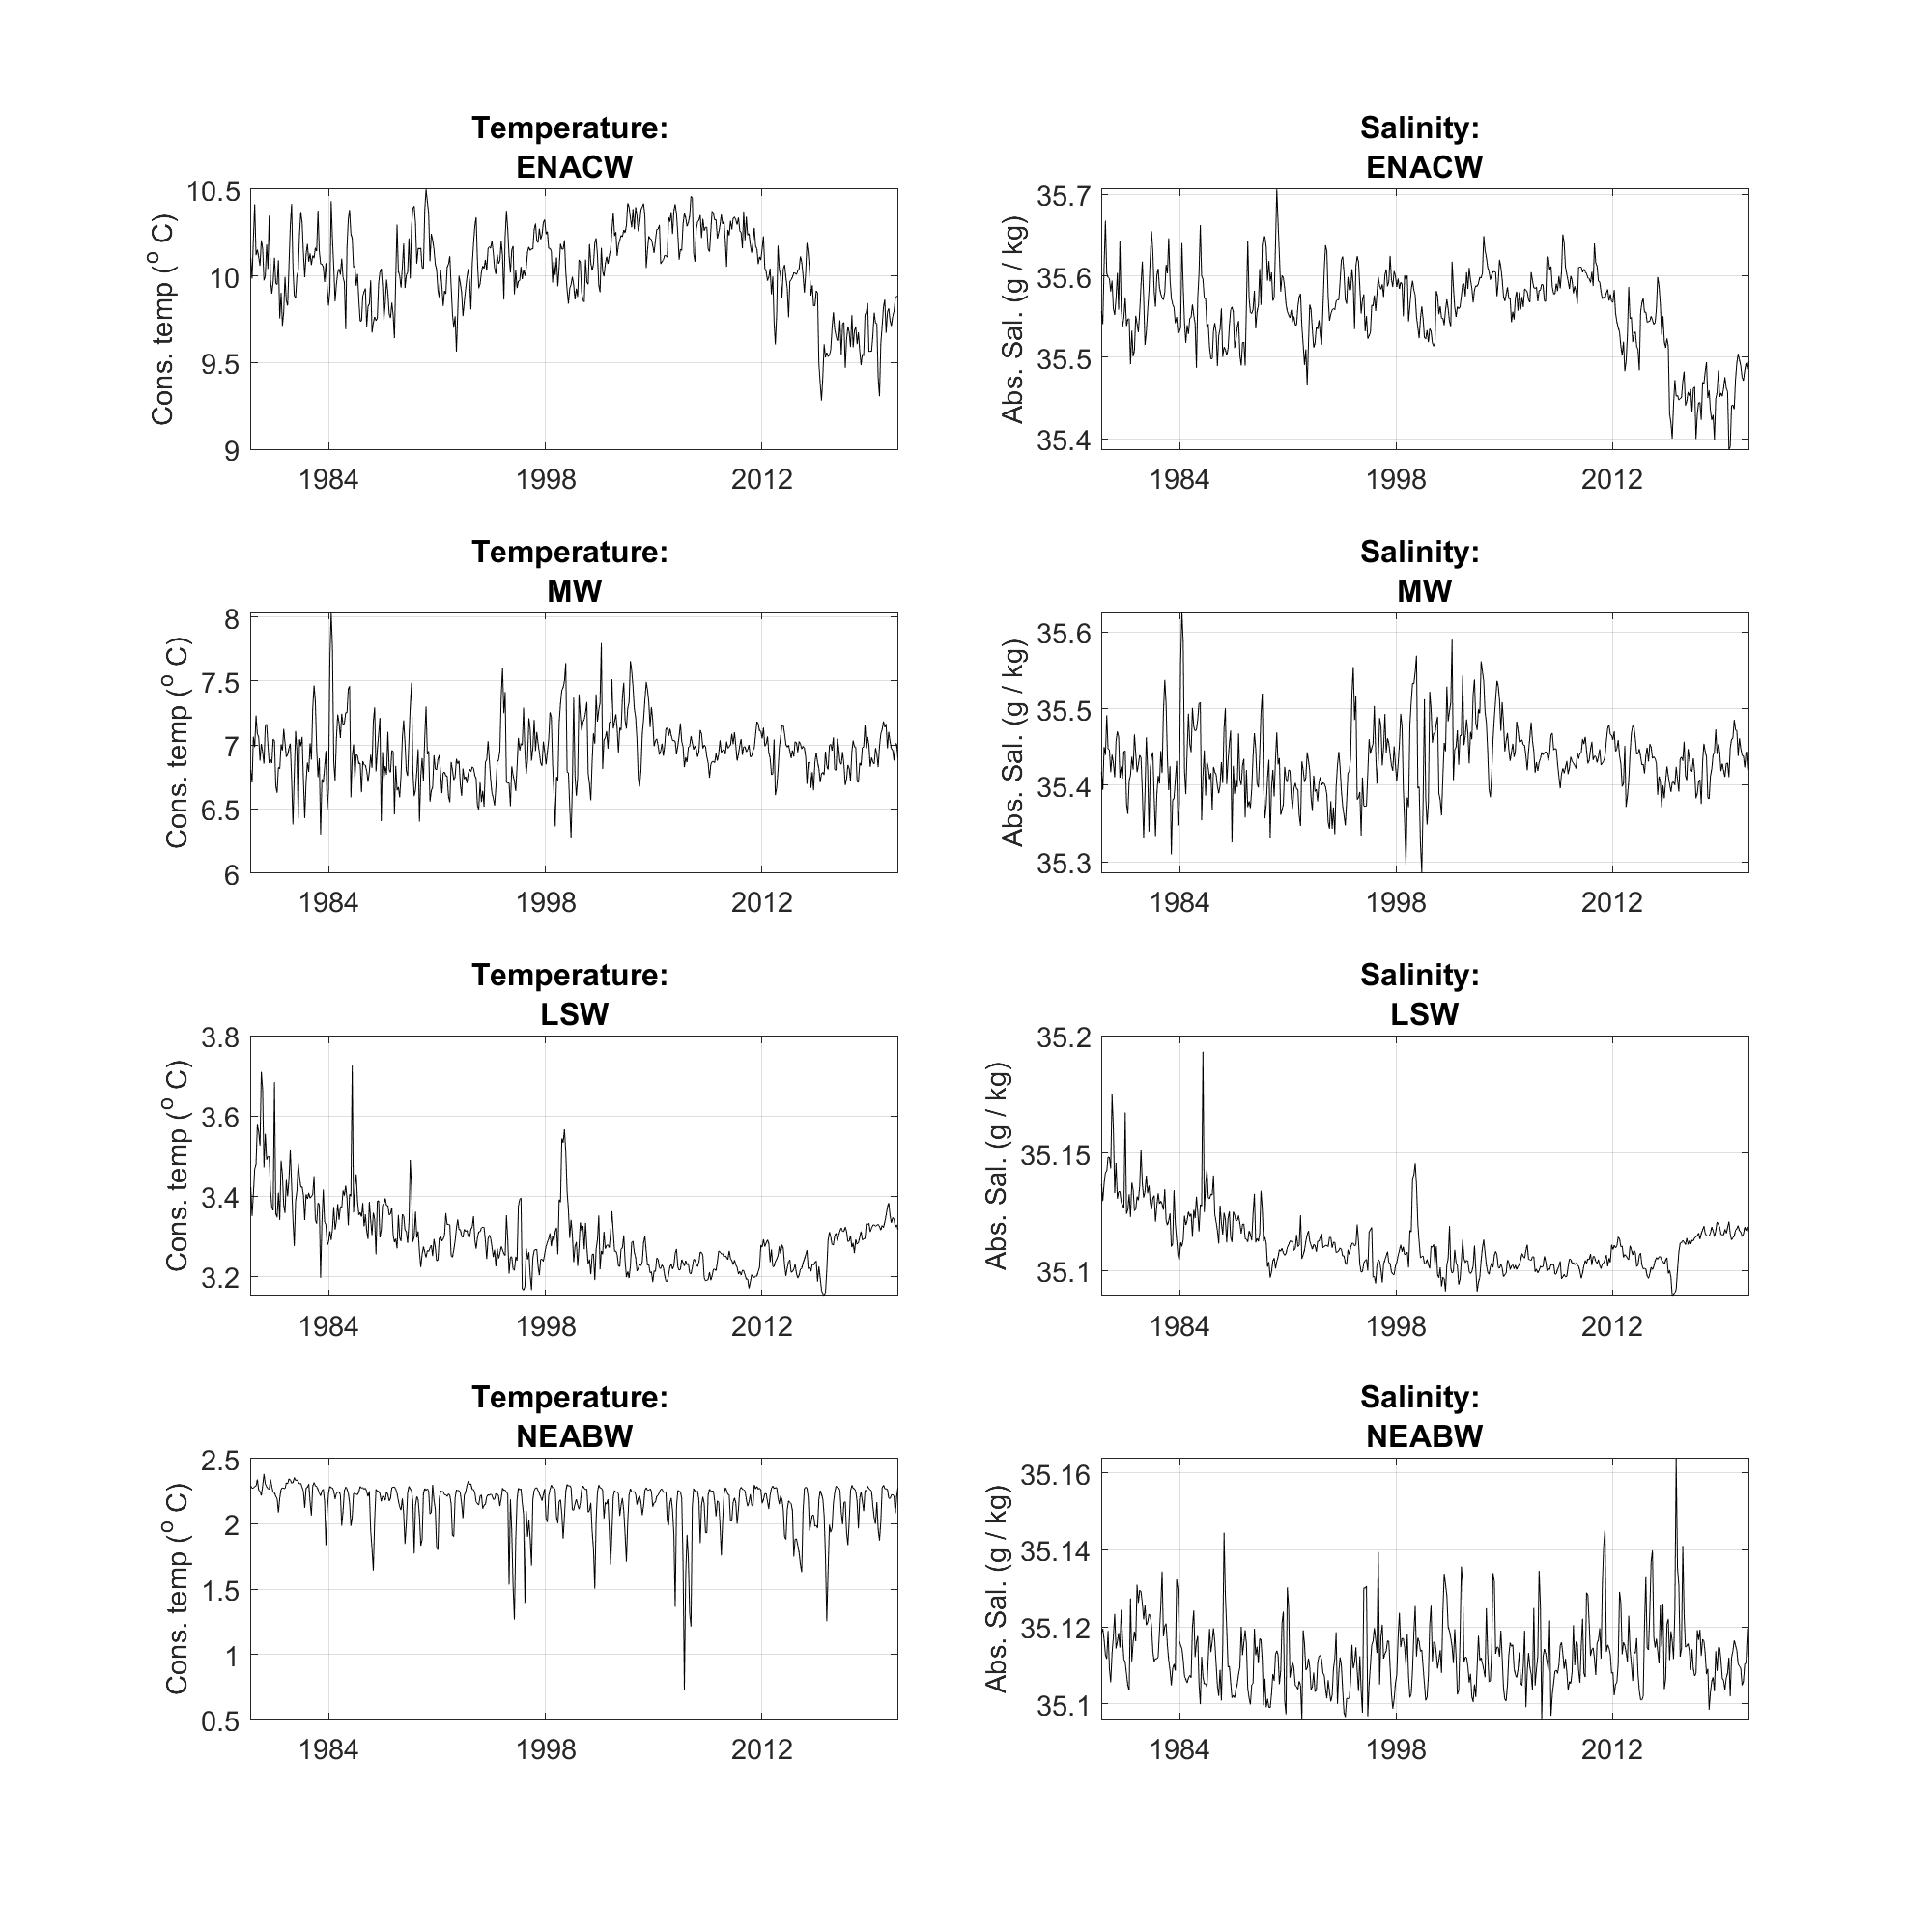 Temperature:
ENACW
Cons. temp (° C)
10.5
10
9.5
9
1984
1998
2012
Salinity:
ENACW
Abs. Sal. (g / kg)
35.7
35.6
35.5
35.4
1984
1998
2012
Temperature:
MW
Cons. temp (° C)
8
7.5
7
6.5
6
1984
1998
2012
Salinity:
MW
Abs. Sal. (g / kg)
35.6
35.5
35.4
35.3
1984
1998
2012
Temperature:
LSW
Cons. temp (° C)
3.8
3.6
3.4
3.2
1984
1998
2012
Salinity:
LSW
Abs. Sal. (g / kg)
35.2
35.15
35.1
1984
1998
2012
Temperature:
NEABW
Cons. temp (° C)
2.5
2
1.5
1
0.5
1984
1998
2012
Salinity:
NEABW
Abs. Sal. (g / kg)
35.16
35.14
35.12
35.1
1984
1998
2012